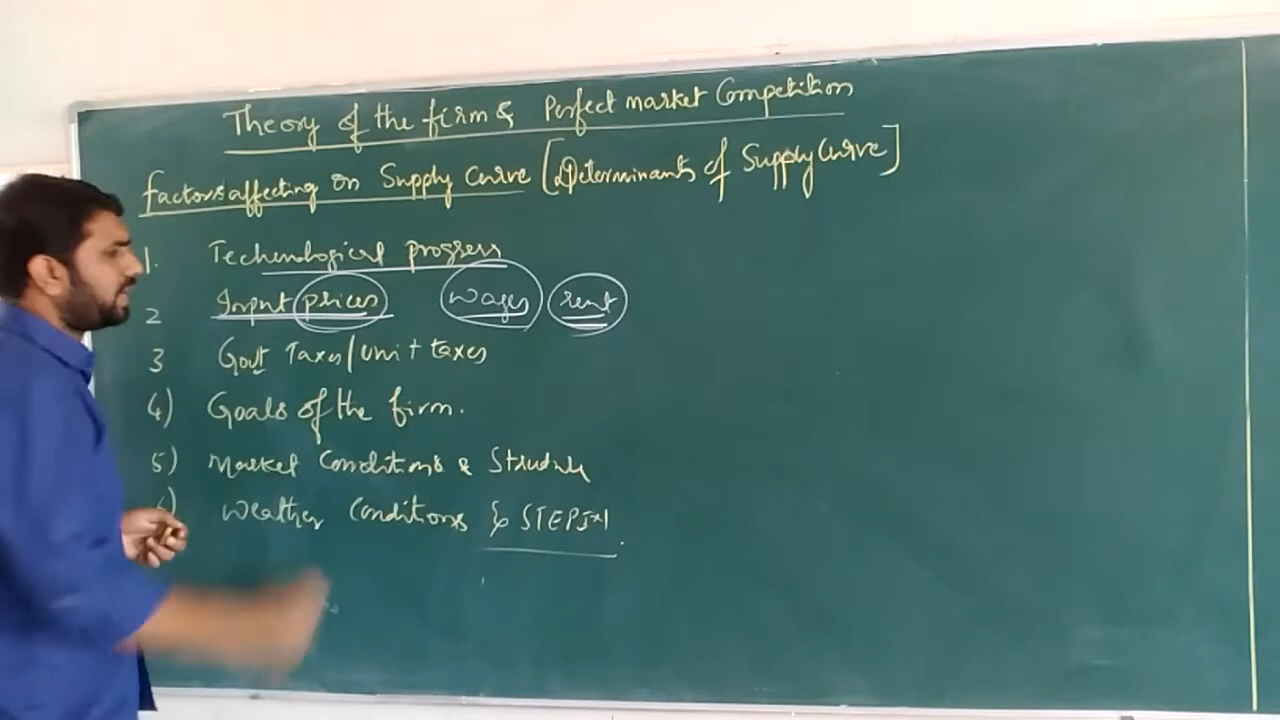 Theory of the firm & Perfect market Competition
factors affecting on Supply Curve [Determinants of Supply Curve]
1. Technological progress
2 Input prices wages rent
3 Govt Taxes/unit taxes
4) Goals of the firm.
5) Market Conditions &
6) Weather Conditions &